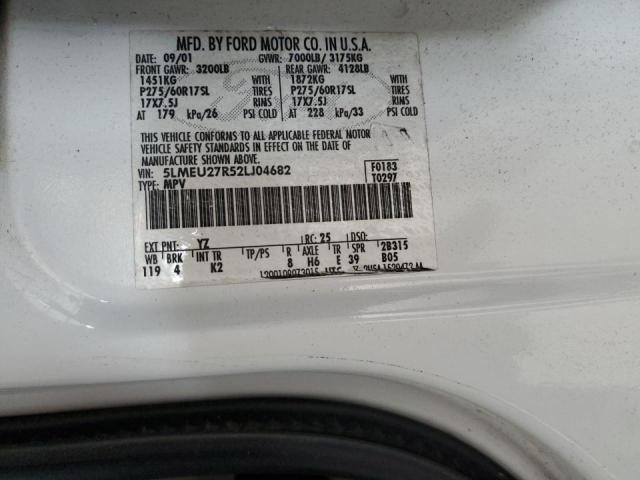 MFD. BY FORD MOTOR CO. IN U.S.A.
DATE: 09/01 GVWR: 7000LB/ 3175KG
FRONT GAWR: 3200LB REAR GAWR: 4128LB
1451KG WITH 1872KG WITH
P275/60R17SL TIRES P275/60R17SL TIRES
17X7.5J RIMS 17X7.5J RIMS
AT 179 kPa/26 PSI COLD AT 228 kPa/33 PSI COLD
THIS VEHICLE CONFORMS TO ALL APPLICABLE FEDERAL MOTOR
VEHICLE SAFETY STANDARDS IN EFFECT ON THE DATE OF
MANUFACTURE SHOWN ABOVE.
VIN: 5LMEU27R52LJ04682 F0183
TYPE: MPV T0297
EXT PNT: YZ RC: 25 DSO:
WB BRK INT TR TP/PS R AXLE TR SPR 2B315
119 4 K2 8 H6 E 39 B05